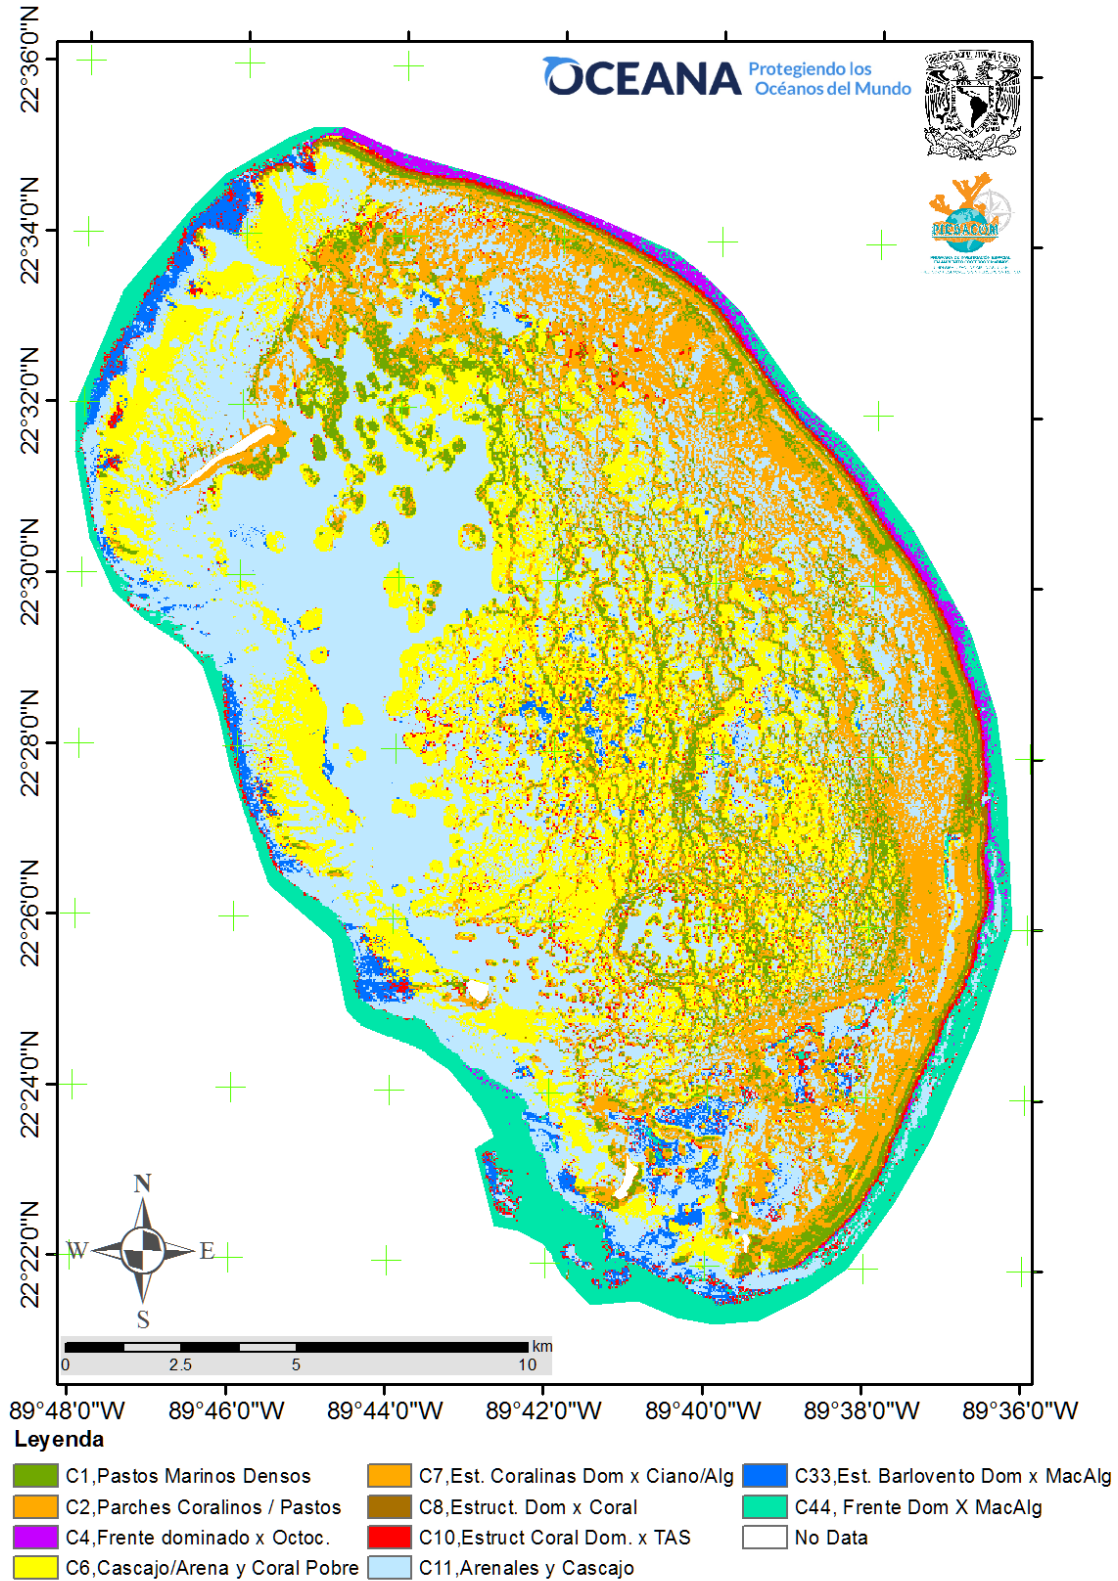 OCEANA
Protegiendo los
Océanos del Mundo
22°36'0"N
22°34'0"N
22°32'0"N
22°30'0"N
22°28'0"N
22°26'0"N
22°24'0"N
22°22'0"N
N
W E
S
km
0 2.5 5 10
89°48'0"W 89°46'0"W 89°44'0"W 89°42'0"W 89°40'0"W 89°38'0"W 89°36'0"W
Leyenda
C1,Pastos Marinos Densos
C2,Parches Coralinos / Pastos
C4,Frente dominado x Octoc.
C6,Cascajo/Arena y Coral Pobre
C7,Est. Coralinas Dom x Ciano/Alg
C8,Estruct. Dom x Coral
C10,Estruct Coral Dom. x TAS
C11,Arenales y Cascajo
C33,Est. Barlovento Dom x MacAlg
C44, Frente Dom X MacAlg
No Data